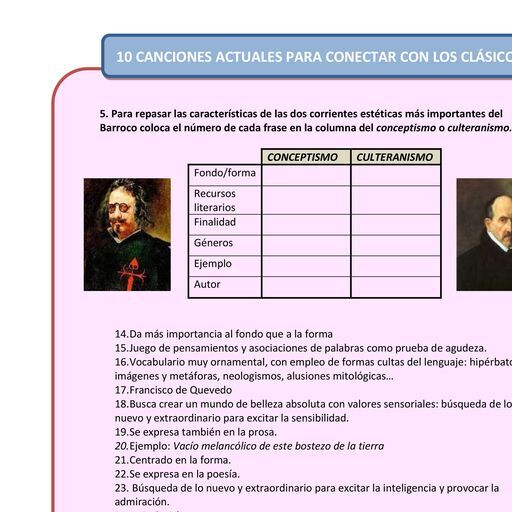 10 CANCIONES ACTUALES PARA CONECTAR CON LOS CLÁSICO
5. Para repasar las características de las dos corrientes estéticas más importantes del
Barroco coloca el número de cada frase en la columna del conceptismo o culteranismo.
CONCEPTISMO CULTERANISMO
Fondo/forma
Recursos
literarios
Finalidad
Géneros
Ejemplo
Autor
14.Da más importancia al fondo que a la forma
15.Juego de pensamientos y asociaciones de palabras como prueba de agudeza.
16.Vocabulario muy ornamental, con empleo de formas cultas del lenguaje: hipérbato
imágenes y metáforas, neologismos, alusiones mitológicas...
17.Francisco de Quevedo
18.Busca crear un mundo de belleza absoluta con valores sensoriales: búsqueda de lo
nuevo y extraordinario para excitar la sensibilidad.
19.Se expresa también en la prosa.
20.Ejemplo: Vacío melancólico de este bostezo de la tierra
21.Centrado en la forma.
22.Se expresa en la poesía.
23. Búsqueda de lo nuevo y extraordinario para excitar la inteligencia y provocar la
admiración.